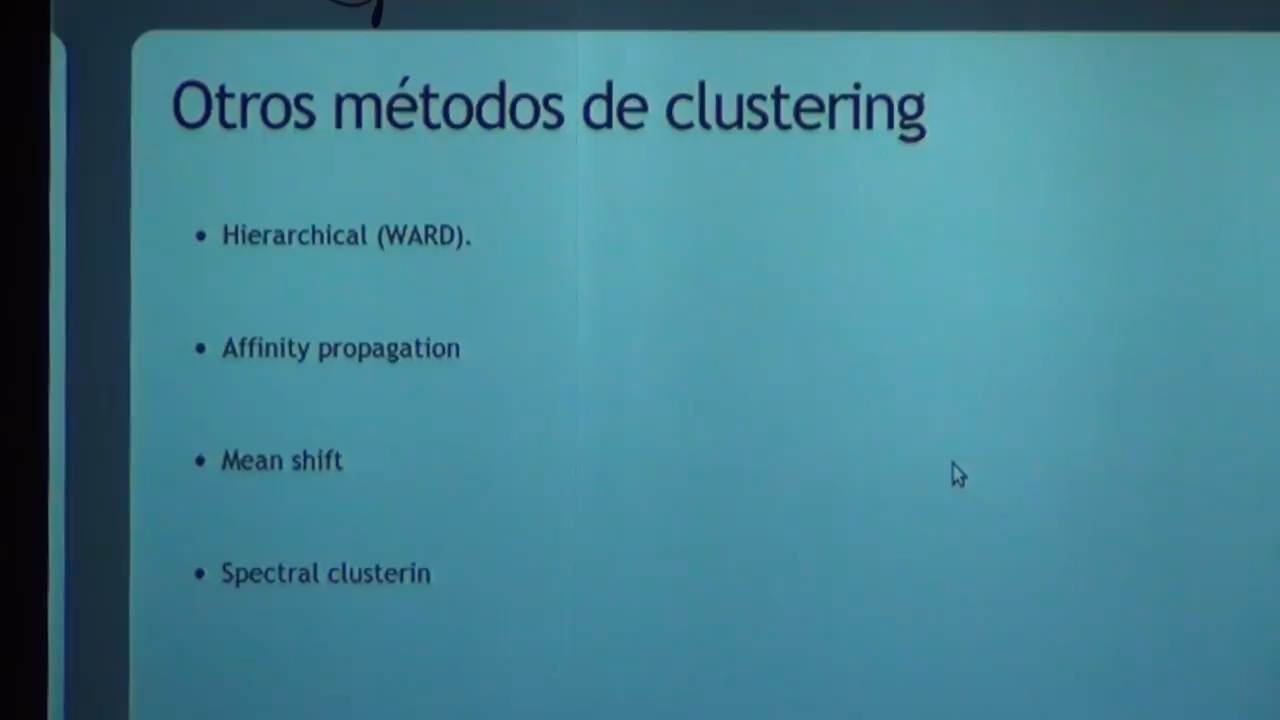 Otros métodos de clustering
• Hierarchical (WARD).
• Affinity propagation
• Mean shift
• Spectral clusterin